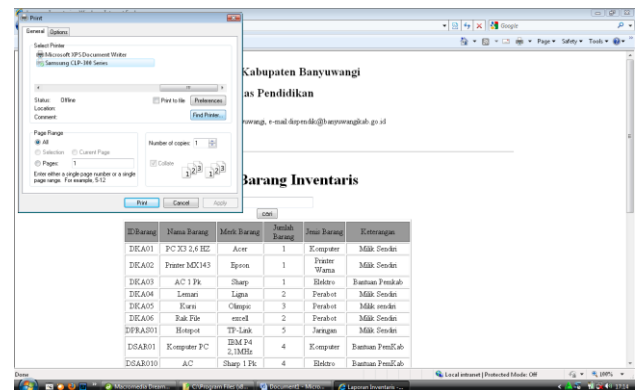 Print
General Options
Select Printer
Microsoft XPS Document Writer
Samsung CLP-300 Series
Status: Offline
Location:
Comment:
Print to file
Preferences
Find Printer...
Page Range
All
Selection
Current Page
Pages: 1
Enter either a single page number or a single
page range. For example, 5-12
Number of copies: 1
Collate
Print Cancel Apply
Google
Page Safety Tools
Kabupaten Banyuwangi
as Pendidikan
e-mail:dispendik@banyuwangikab.go.id
Barang Inventaris
cari
IDBarang Nama Barang Merk Barang Jumlah Barang Jenis Barang Keterangan
DKA01 PC X3 2,6 HZ Acer 1 Komputer Milik Sendiri
DKA02 Printer MX143 Epson 1 Printer Warna Milik Sendiri
DKA03 AC 1 Pk Sharp 1 Elektro Bantuan Pemkab
DKA04 Lemari Ligna 2 Perabot Milik Sendiri
DKA05 Kursi Olimpic 3 Perabot Milik sendiri
DKA06 Rak File excell 2 Perabot Milik Sendiri
DPRAS01 Hotspot TP-Link 5 Jaringan Milik Sendiri
DSAR01 Komputer PC IBM P4 2,1MHz 4 Komputer Bantuan PemKab
DSAR010 AC Sharp 1 Pk 4 Elektro Bantuan PemKab
Done
Local intranet | Protected Mode: Off
100%
Macromedia Dream...
Document1 - Micro...
Laporan Inventaris -...